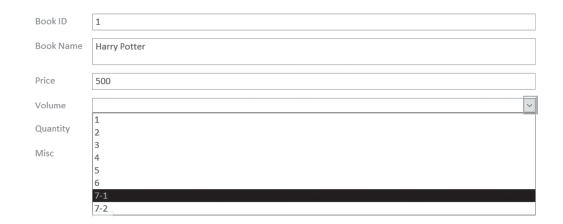 Book ID 1
Book Name Harry Potter
Price 500
Volume
1
Quantity
2
3
Misc
4
5
6
7-1
7-2